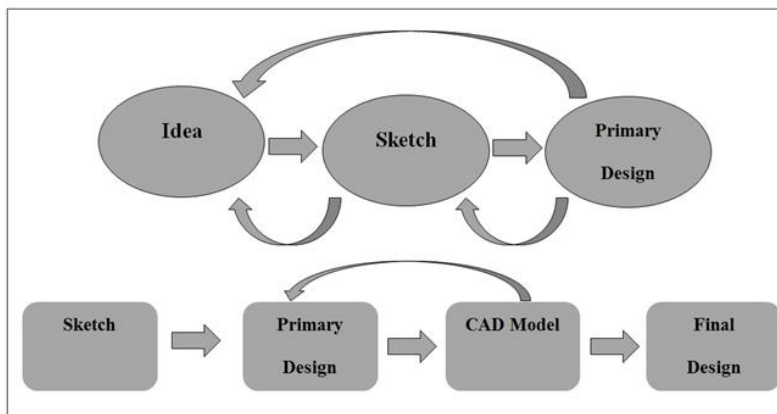 Idea
Sketch
Primary
Design
Sketch
Primary
Design
CAD Model
Final
Design